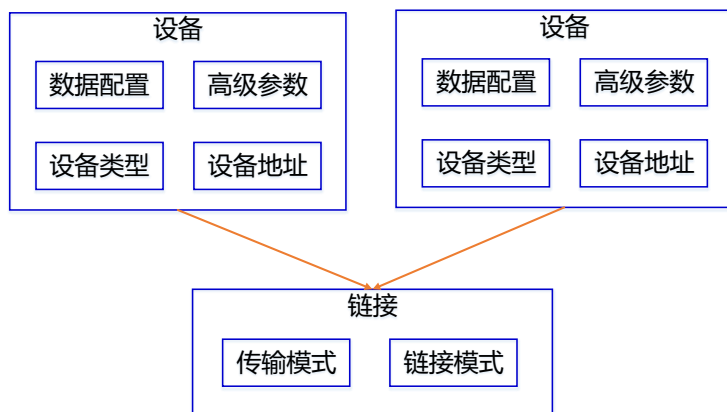 设备
数据配置
高级参数
设备类型
设备地址
设备
数据配置
高级参数
设备类型
设备地址
链接
传输模式
链接模式